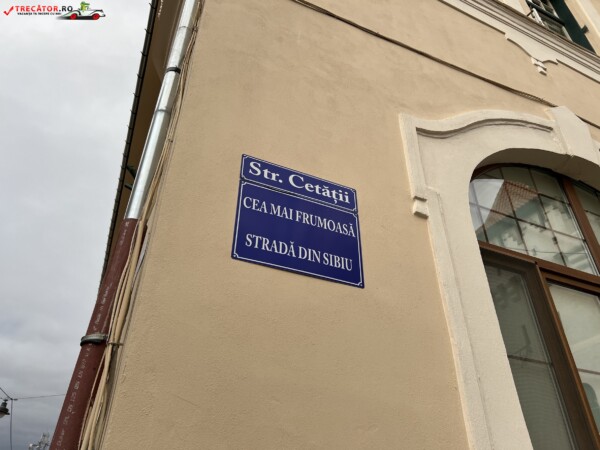 TRECĂTOR.RO
Str. Cetății
CEA MAI FRUMOASĂ
STRADĂ DIN SIBIU